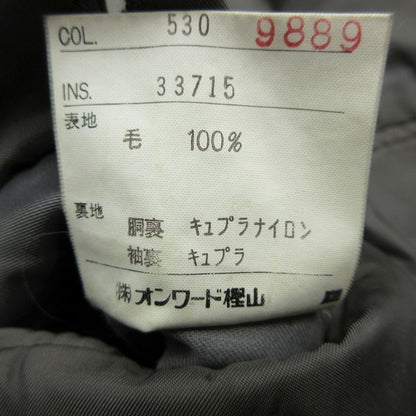 COL. 530 9889
INS. 33715
表地
毛 100%
裏地
胴裏 キュプラナイロン
袖裏 キュプラ
㈱オンワード樫山